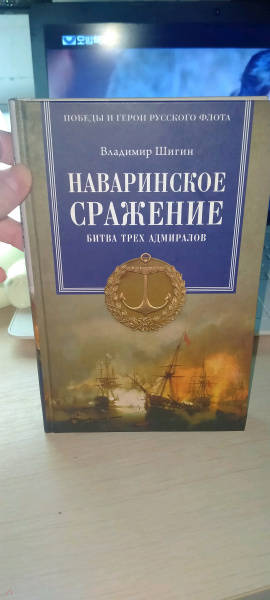 ПОБЕДЫ И ГЕРОИ РУССКОГО ФЛОТА
Владимир Шигин
НАВАРИНСКОЕ
СРАЖЕНИЕ
БИТВА ТРЕХ АДМИРАЛОВ